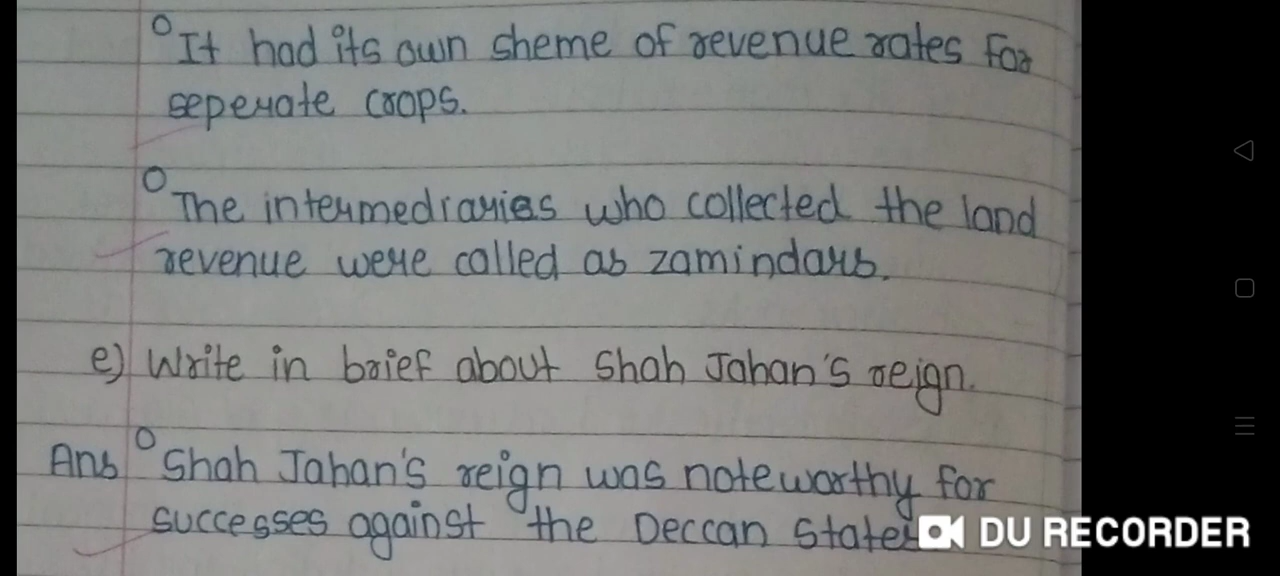 ° It had its own sheme of revenue rates for
seperate crops.
° The intermediaries who collected the land
revenue were called as zamindars.
e) Write in brief about Shah Jahan's reign.
Ans ° Shah Jahan's reign was noteworthy for
successes against the Deccan States
DU RECORDER